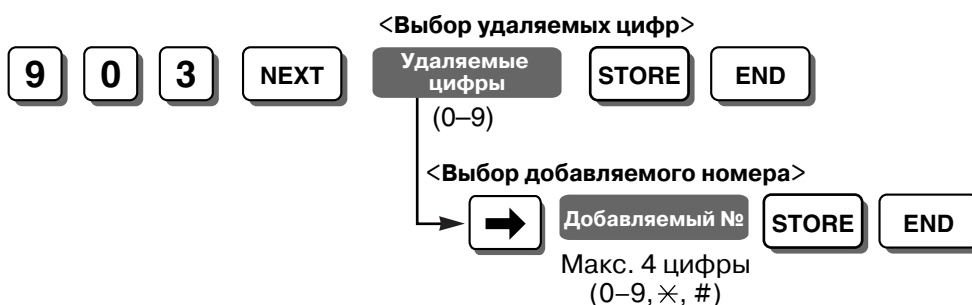 <Выбор удаляемых цифр>
9 0 3 NEXT Удаляемые цифры STORE END
(0–9)
<Выбор добавляемого номера>
➡ Добавляемый № STORE END
Макс. 4 цифры
(0–9, ✳, #)